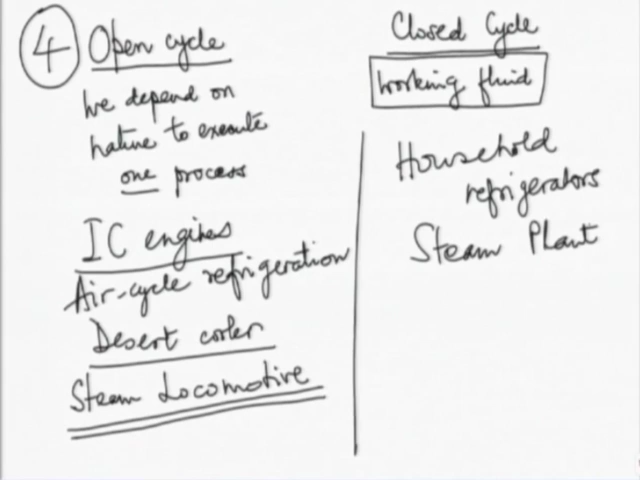 4 Open cycle
We depend on
nature to execute
one process
IC engines
Air-cycle refrigeration
Desert cooler
Steam Locomotive
Closed Cycle
Working fluid
Household
refrigerators
Steam Plant